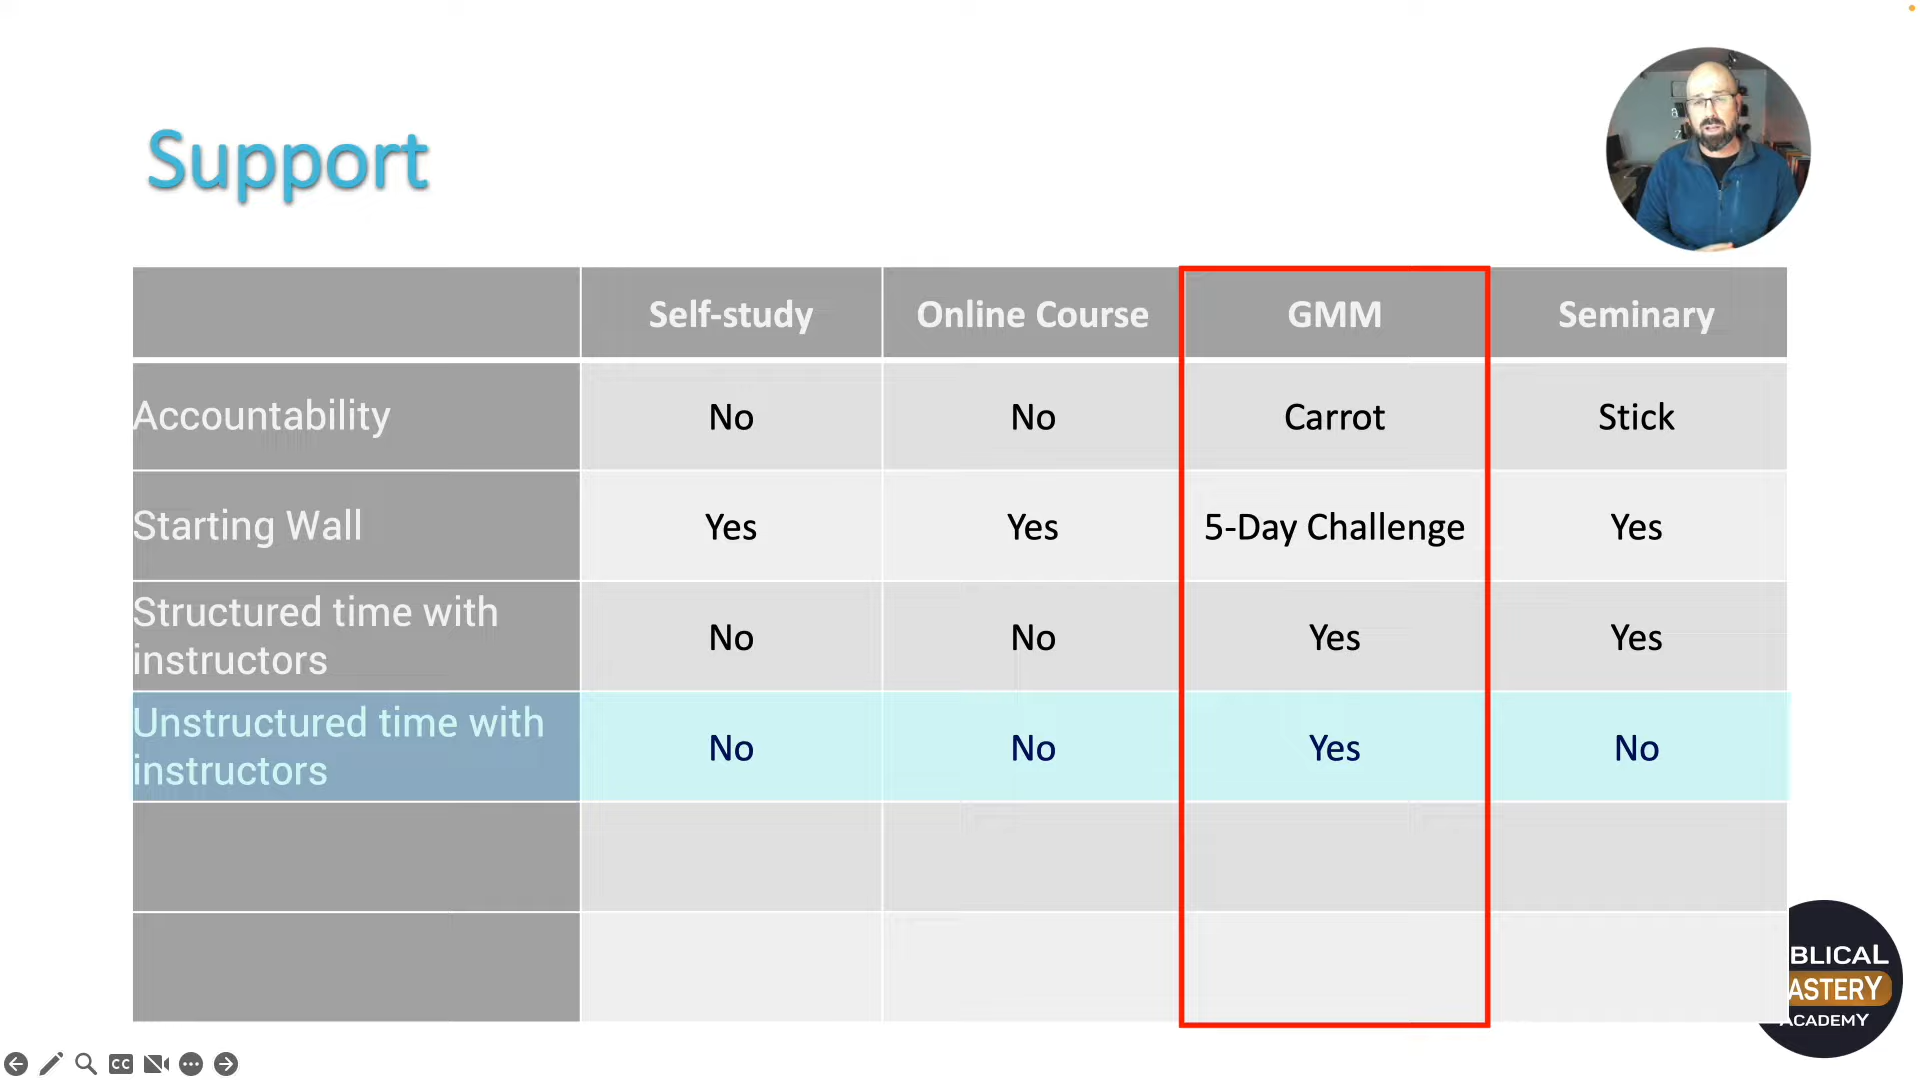 Support
Self-study Online Course GMM Seminary
Accountability No No Carrot Stick
Starting Wall Yes Yes 5-Day Challenge Yes
Structured time with
instructors No No Yes Yes
Unstructured time with
instructors No No Yes No
BLICAL
ASTERY
ACADEMY
CC